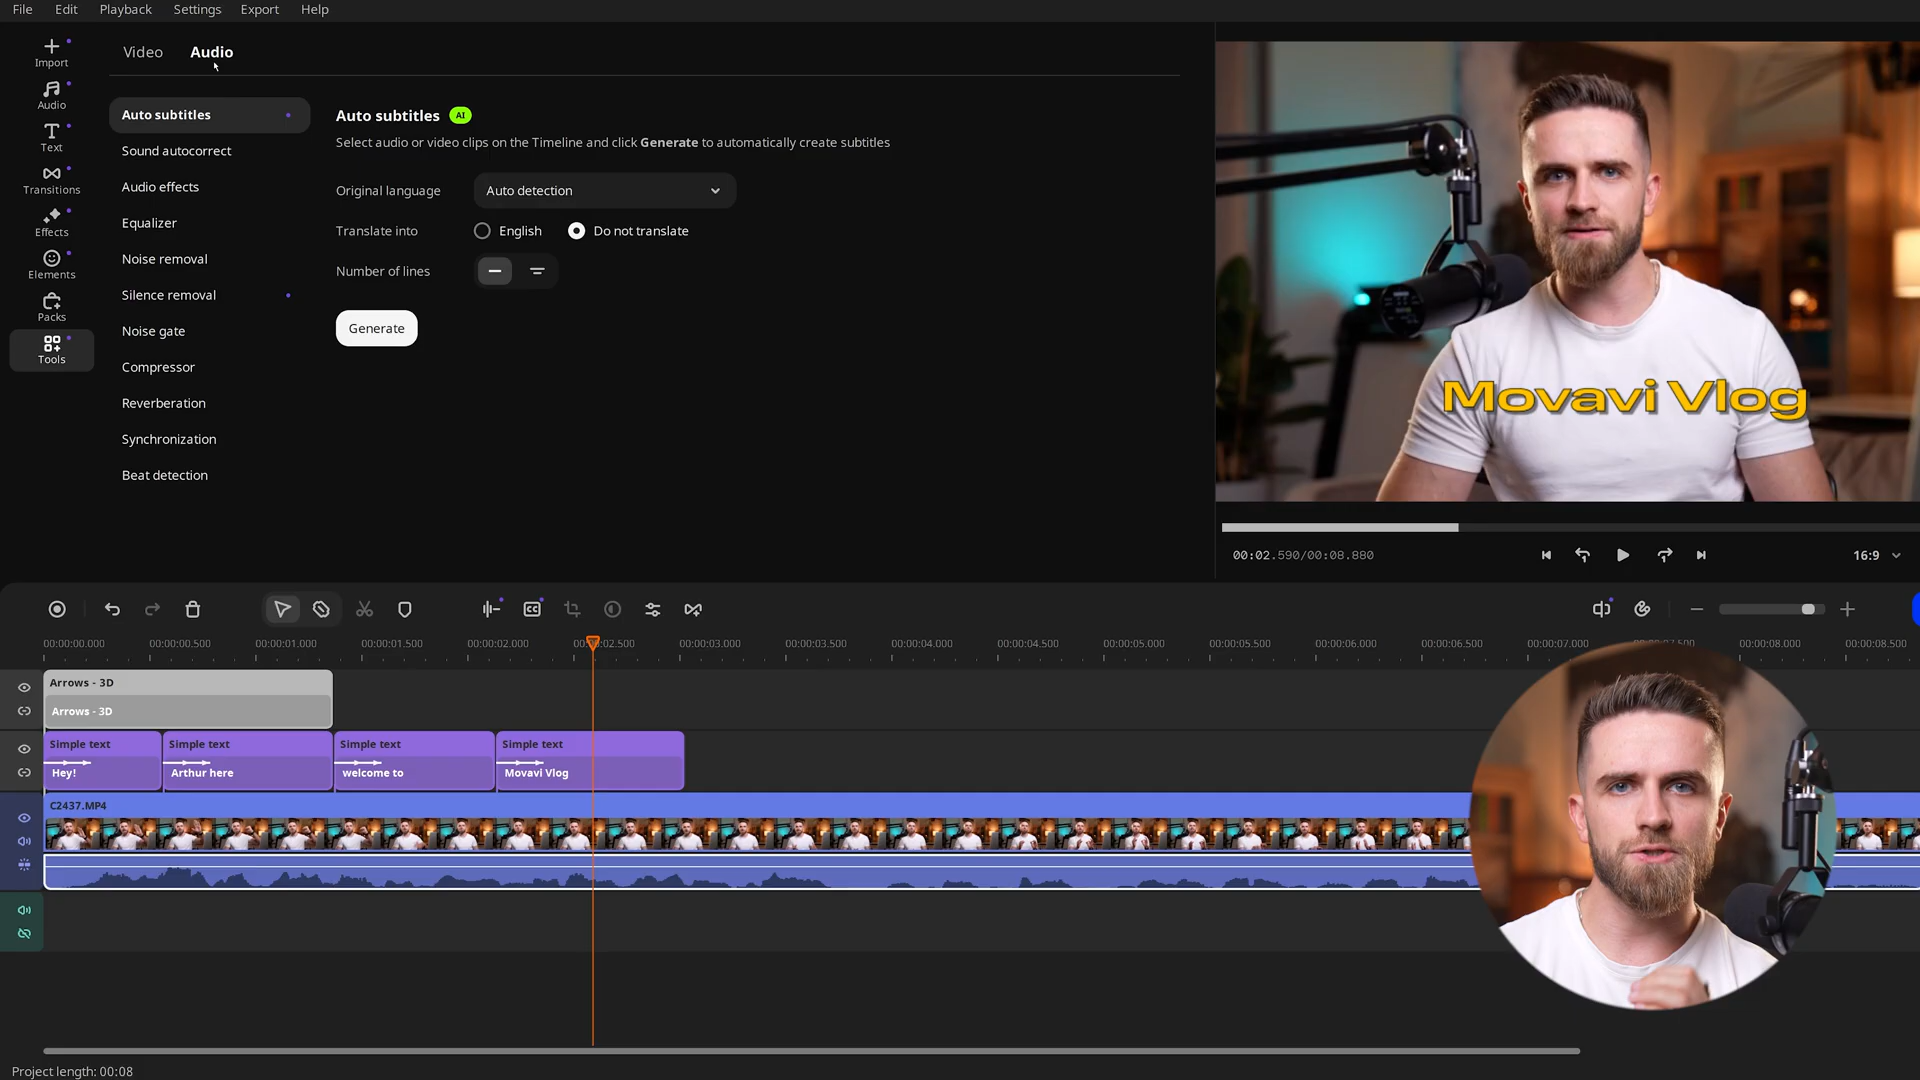 File Edit Playback Settings Export Help
Import
Audio
Text
Transitions
Effects
Elements
Packs
Tools
Video Audio
Auto subtitles
Sound autocorrect
Audio effects
Equalizer
Noise removal
Silence removal
Noise gate
Compressor
Reverberation
Synchronization
Beat detection
Auto subtitles AI
Select audio or video clips on the Timeline and click Generate to automatically create subtitles
Original language Auto detection
Translate into English Do not translate
Number of lines
Generate
Movavi Vlog
00:02.590/00:08.880
16:9
CC
00:00:00.000 00:00:00.500 00:00:01.000 00:00:01.500 00:00:02.000 00:00:02.500 00:00:03.000 00:00:03.500 00:00:04.000 00:00:04.500 00:00:05.000 00:00:05.500 00:00:06.000 00:00:06.500 00:00:07.000 00:00:08.000 00:00:08.500
Arrows - 3D
Arrows - 3D
Simple text Simple text Simple text Simple text
Hey! Arthur here welcome to Movavi Vlog
C2437.MP4
Project length: 00:08